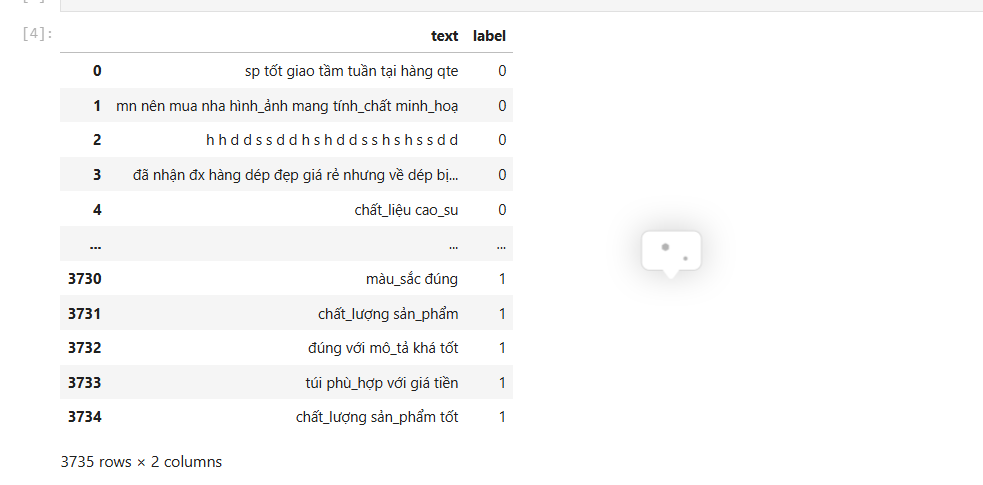 [4]:
text label
0 sp tốt giao tầm tuần tại hàng qte 0
1 mn nên mua nha hình_ảnh mang tính_chất minh_hoạ 0
2 h h d d s s d d h s h d d s s h s h s s d d 0
3 đã nhận đx hàng dép đẹp giá rẻ nhưng về dép bị... 0
4 chất_liệu cao_su 0
... ... ...
3730 màu_sắc đúng 1
3731 chất_lượng sản_phẩm 1
3732 đúng với mô_tả khá tốt 1
3733 túi phù_hợp với giá tiền 1
3734 chất_lượng sản_phẩm tốt 1
3735 rows × 2 columns